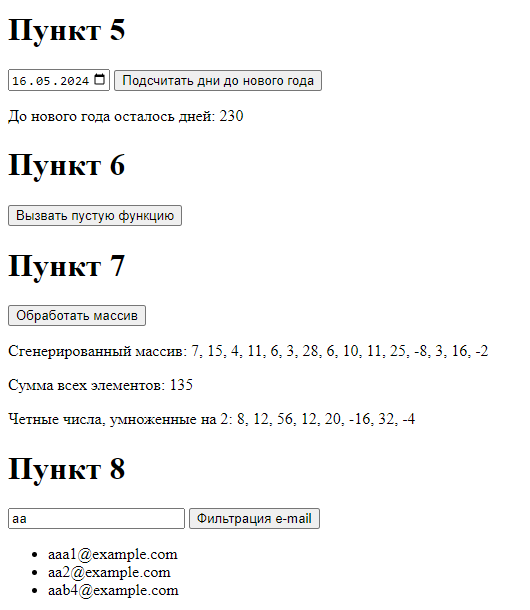 Пункт 5
16.05.2024 Подсчитать дни до нового года
До нового года осталось дней: 230
Пункт 6
Вызвать пустую функцию
Пункт 7
Обработать массив
Сгенерированный массив: 7, 15, 4, 11, 6, 3, 28, 6, 10, 11, 25, -8, 3, 16, -2
Сумма всех элементов: 135
Четные числа, умноженные на 2: 8, 12, 56, 12, 20, -16, 32, -4
Пункт 8
aa Фильтрация e-mail
• aaa1@example.com
• aa2@example.com
• aab4@example.com